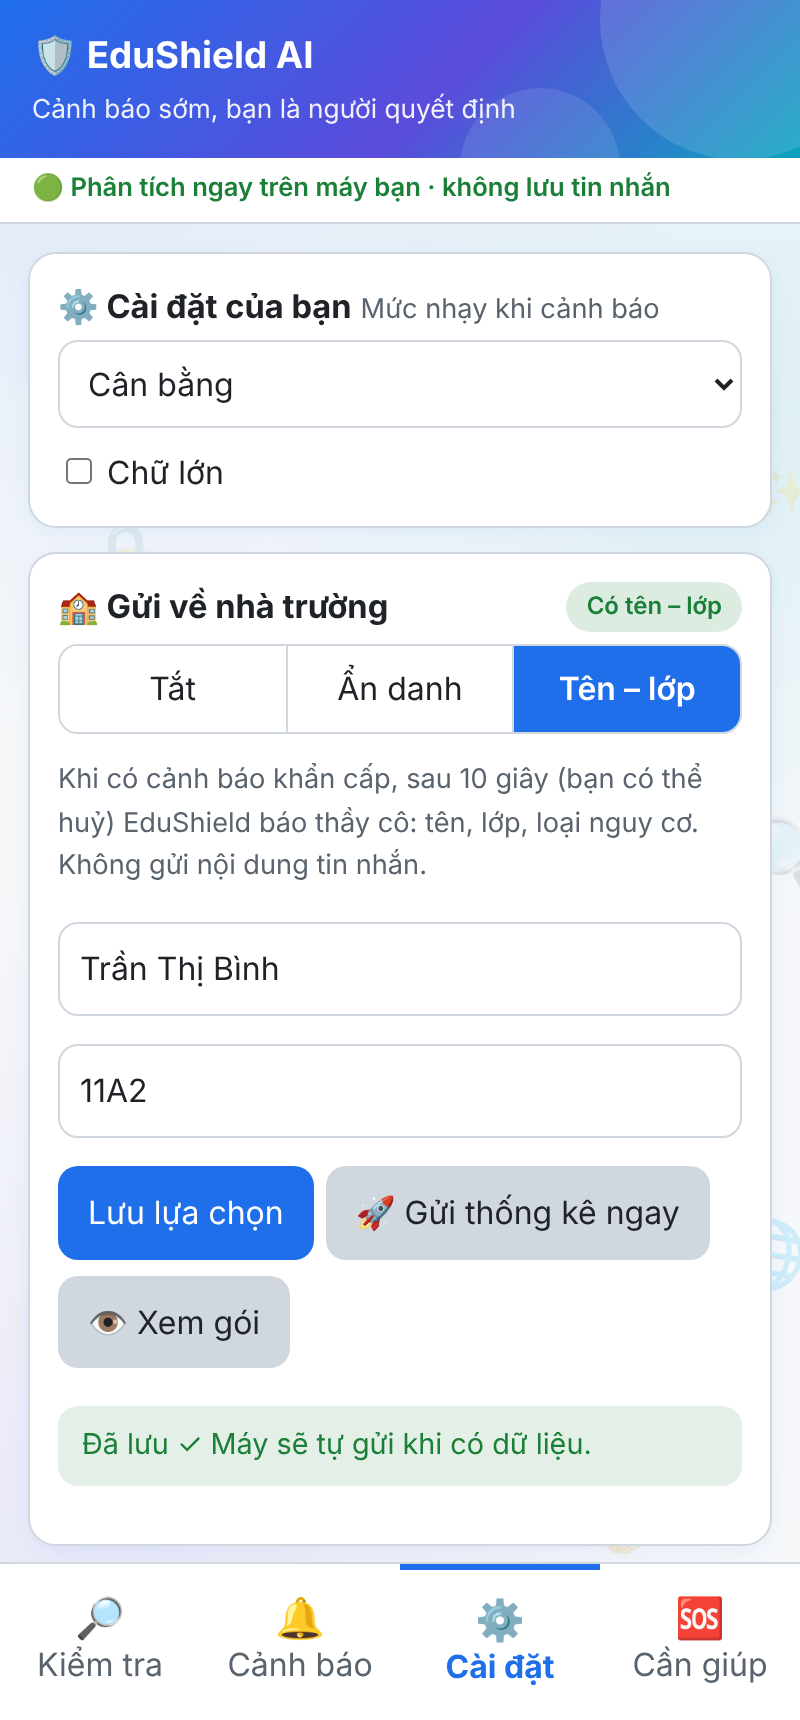 EduShield AI
Cảnh báo sớm, bạn là người quyết định
Phân tích ngay trên máy bạn · không lưu tin nhắn
Cài đặt của bạn Mức nhạy khi cảnh báo
Cân bằng
Chữ lớn
Gửi về nhà trường
Có tên – lớp
Tắt
Ẩn danh
Tên – lớp
Khi có cảnh báo khẩn cấp, sau 10 giây (bạn có thể
huỷ) EduShield báo thầy cô: tên, lớp, loại nguy cơ.
Không gửi nội dung tin nhắn.
Trần Thị Bình
11A2
Lưu lựa chọn
🚀 Gửi thống kê ngay
👁️ Xem gói
Đã lưu ✓ Máy sẽ tự gửi khi có dữ liệu.
Kiểm tra
Cảnh báo
Cài đặt
SOS
Cần giúp